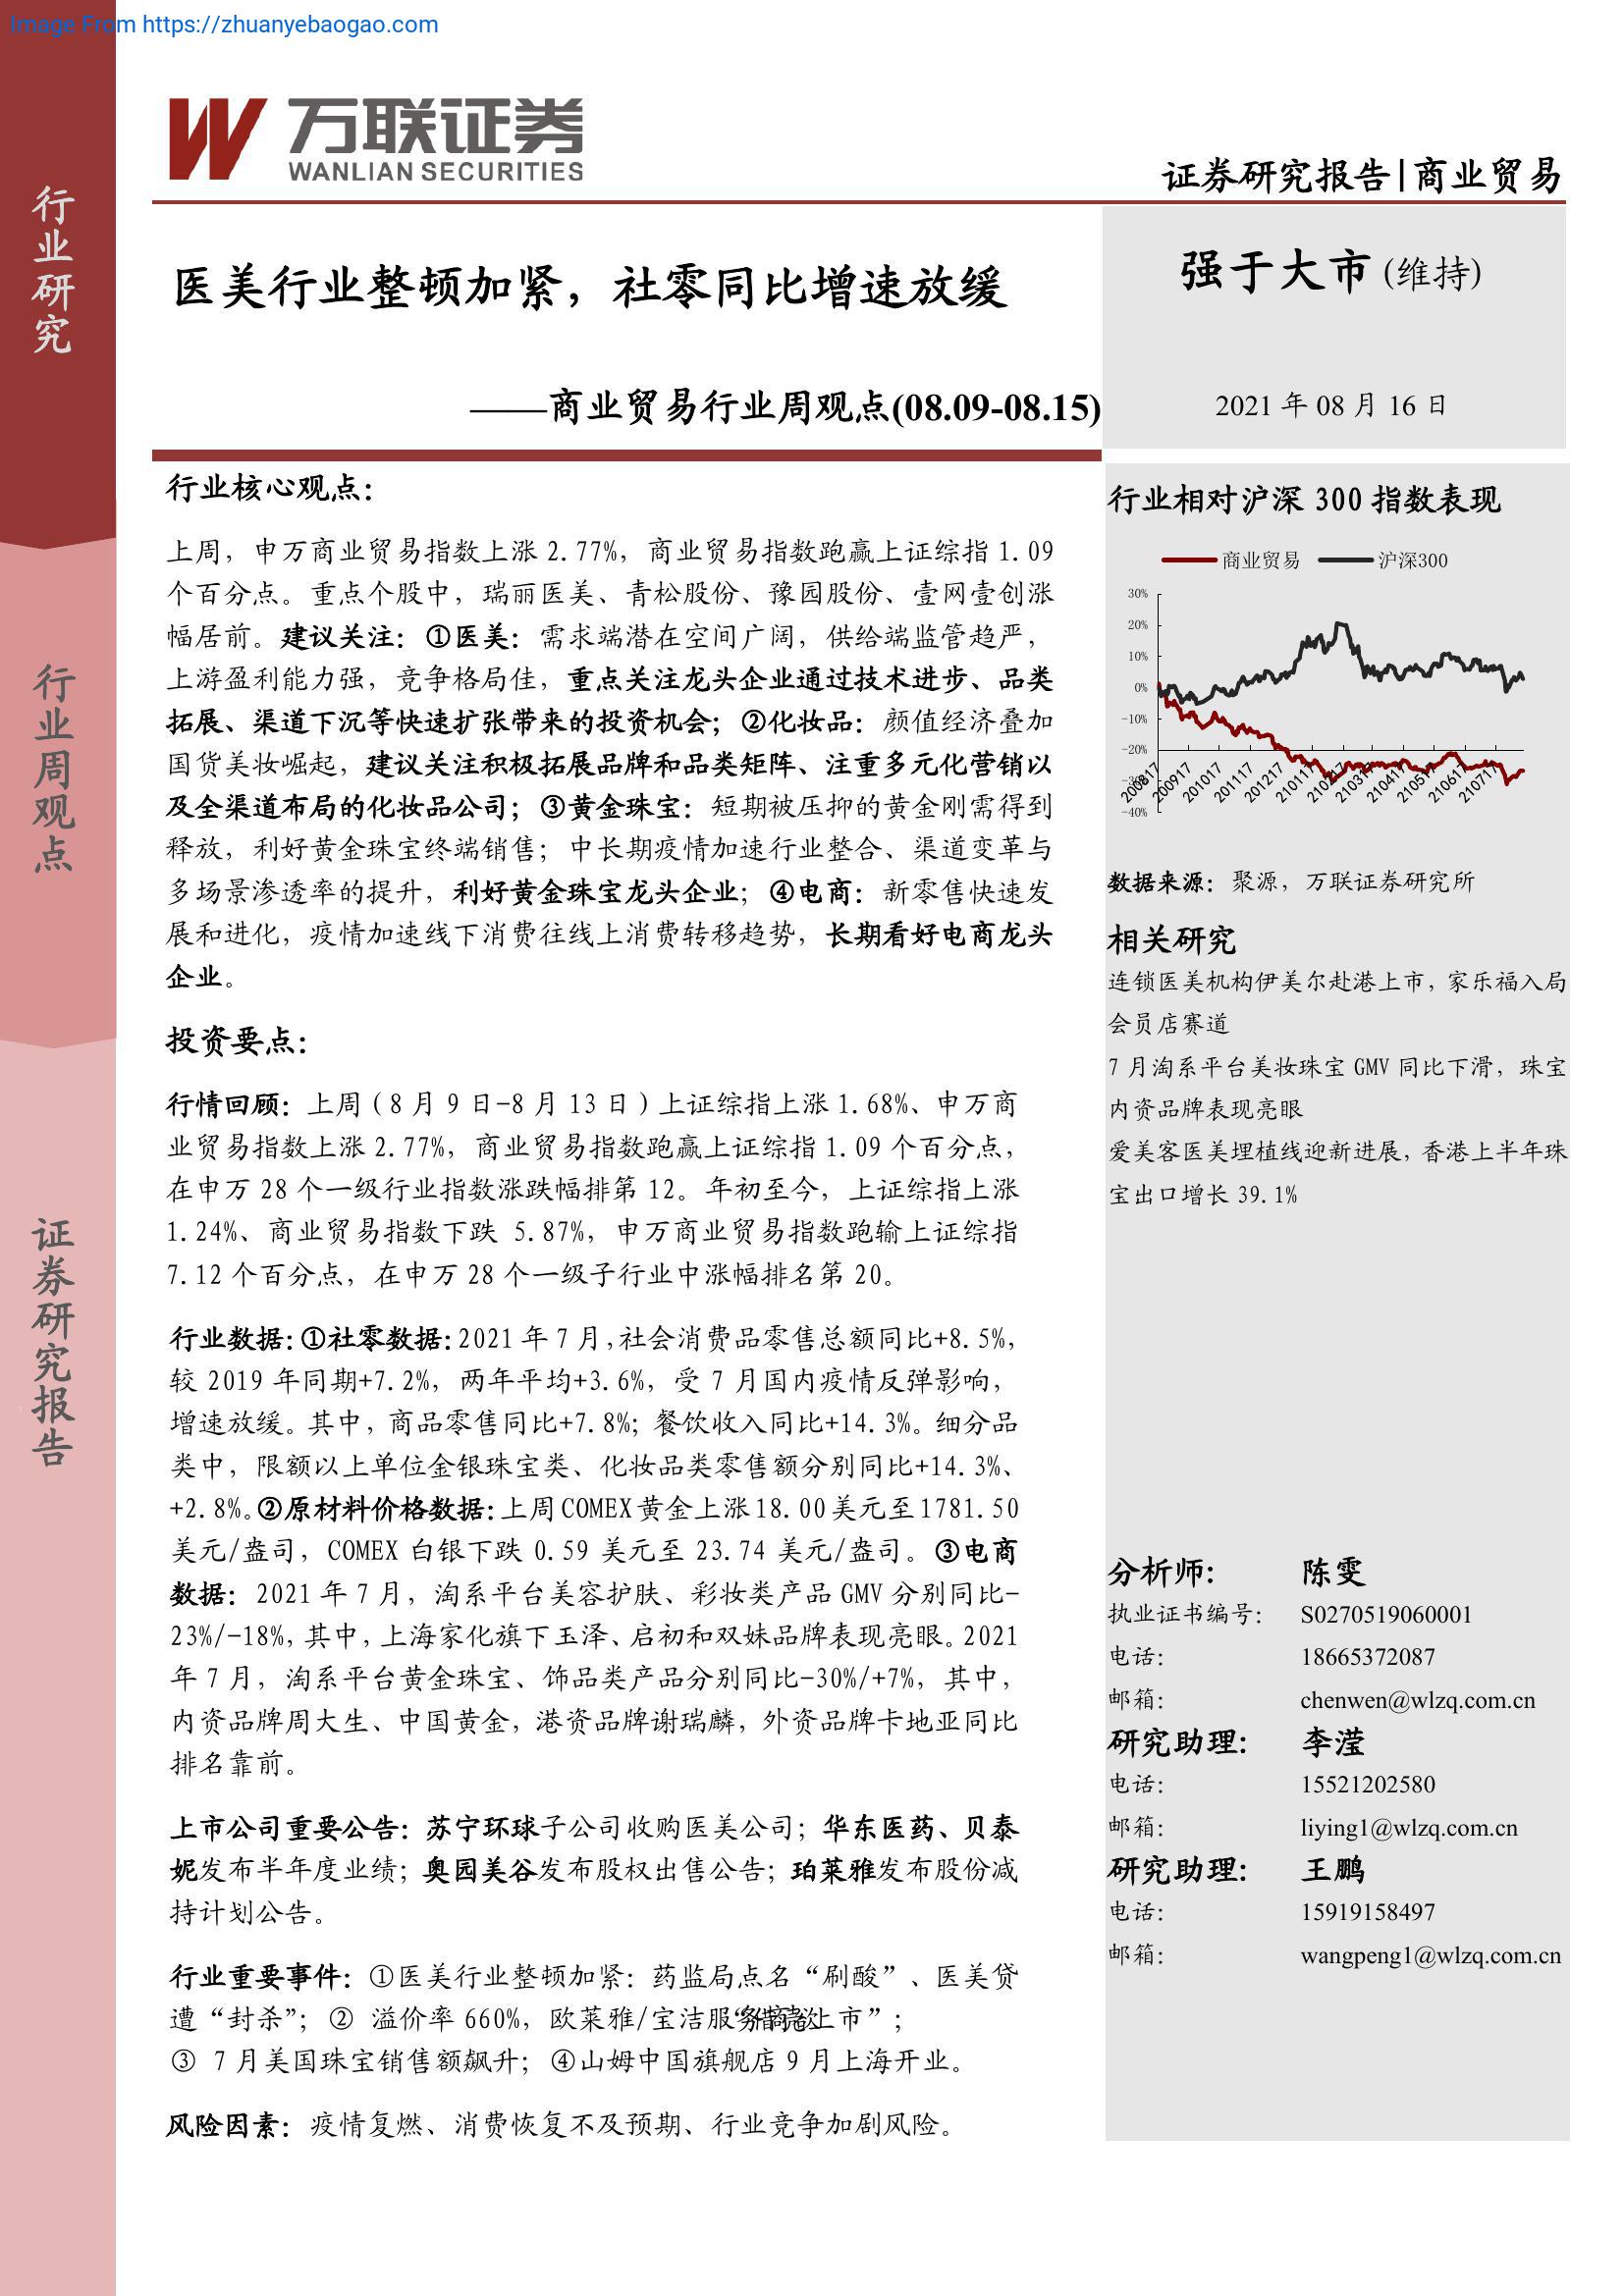 Image From https://zhuanyebaogao.com
万联证券
WANLIAN SECURITIES
证券研究报告|商业贸易
行业研究
行业周观点
证券研究报告
医美行业整顿加紧，社零同比增速放缓
——商业贸易行业周观点(08.09-08.15)
强于大市(维持)
2021 年 08 月 16 日
行业核心观点：
上周，申万商业贸易指数上涨 2.77%，商业贸易指数跑赢上证综指 1.09
个百分点。重点个股中，瑞丽医美、青松股份、豫园股份、壹网壹创涨
幅居前。建议关注：①医美：需求端潜在空间广阔，供给端监管趋严，
上游盈利能力强，竞争格局佳，重点关注龙头企业通过技术进步、品类
拓展、渠道下沉等快速扩张带来的投资机会；②化妆品：颜值经济叠加
国货美妆崛起，建议关注积极拓展品牌和品类矩阵、注重多元化营销以
及全渠道布局的化妆品公司；③黄金珠宝：短期被压抑的黄金刚需得到
释放，利好黄金珠宝终端销售；中长期疫情加速行业整合、渠道变革与
多场景渗透率的提升，利好黄金珠宝龙头企业；④电商：新零售快速发
展和进化，疫情加速线下消费往线上消费转移趋势，长期看好电商龙头
企业。
投资要点：
行情回顾：上周（8 月 9 日-8 月 13 日）上证综指上涨 1.68%、申万商
业贸易指数上涨 2.77%，商业贸易指数跑赢上证综指 1.09 个百分点，
在申万 28 个一级行业指数涨跌幅排第 12。年初至今，上证综指上涨
1.24%、商业贸易指数下跌 5.87%，申万商业贸易指数跑输上证综指
7.12 个百分点，在申万 28 个一级子行业中涨幅排名第 20。
行业数据：①社零数据：2021 年 7 月，社会消费品零售总额同比+8.5%，
较 2019 年同期+7.2%，两年平均+3.6%，受 7 月国内疫情反弹影响，
增速放缓。其中，商品零售同比+7.8%；餐饮收入同比+14.3%。细分品
类中，限额以上单位金银珠宝类、化妆品类零售额分别同比+14.3%、
+2.8%。②原材料价格数据：上周 COMEX 黄金上涨 18.00 美元至 1781.50
美元/盎司，COMEX 白银下跌 0.59 美元至 23.74 美元/盎司。③电商
数据：2021 年 7 月，淘系平台美容护肤、彩妆类产品 GMV 分别同比-
23%/-18%，其中，上海家化旗下玉泽、启初和双妹品牌表现亮眼。2021
年 7 月，淘系平台黄金珠宝、饰品类产品分别同比-30%/+7%，其中，
内资品牌周大生、中国黄金，港资品牌谢瑞麟，外资品牌卡地亚同比
排名靠前。
上市公司重要公告：苏宁环球子公司收购医美公司；华东医药、贝泰
妮发布半年度业绩；奥园美谷发布股权出售公告；珀莱雅发布股份减
持计划公告。
行业重要事件：①医美行业整顿加紧：药监局点名“刷酸”、医美贷
遭“封杀”；② 溢价率 660%，欧莱雅/宝洁服务商欲“借壳上市”；
③ 7 月美国珠宝销售额飙升；④山姆中国旗舰店 9 月上海开业。
风险因素：疫情复燃、消费恢复不及预期、行业竞争加剧风险。
行业相对沪深 300 指数表现
商业贸易 沪深300
30%
20%
10%
0%
-10%
-20%
-30%
-40%
200817 200917 201017 201117 201217 210117 210217 210317 210417 210517 210617 210717
数据来源：聚源，万联证券研究所
相关研究
连锁医美机构伊美尔赴港上市，家乐福入局
会员店赛道
7 月淘系平台美妆珠宝 GMV 同比下滑，珠宝
内资品牌表现亮眼
爱美客医美埋植线迎新进展，香港上半年珠
宝出口增长 39.1%
分析师： 陈雯
执业证书编号： S0270519060001
电话： 18665372087
邮箱： chenwen@wlzq.com.cn
研究助理： 李滢
电话： 15521202580
邮箱： liying1@wlzq.com.cn
研究助理： 王鹏
电话： 15919158497
邮箱： wangpeng1@wlzq.com.cn